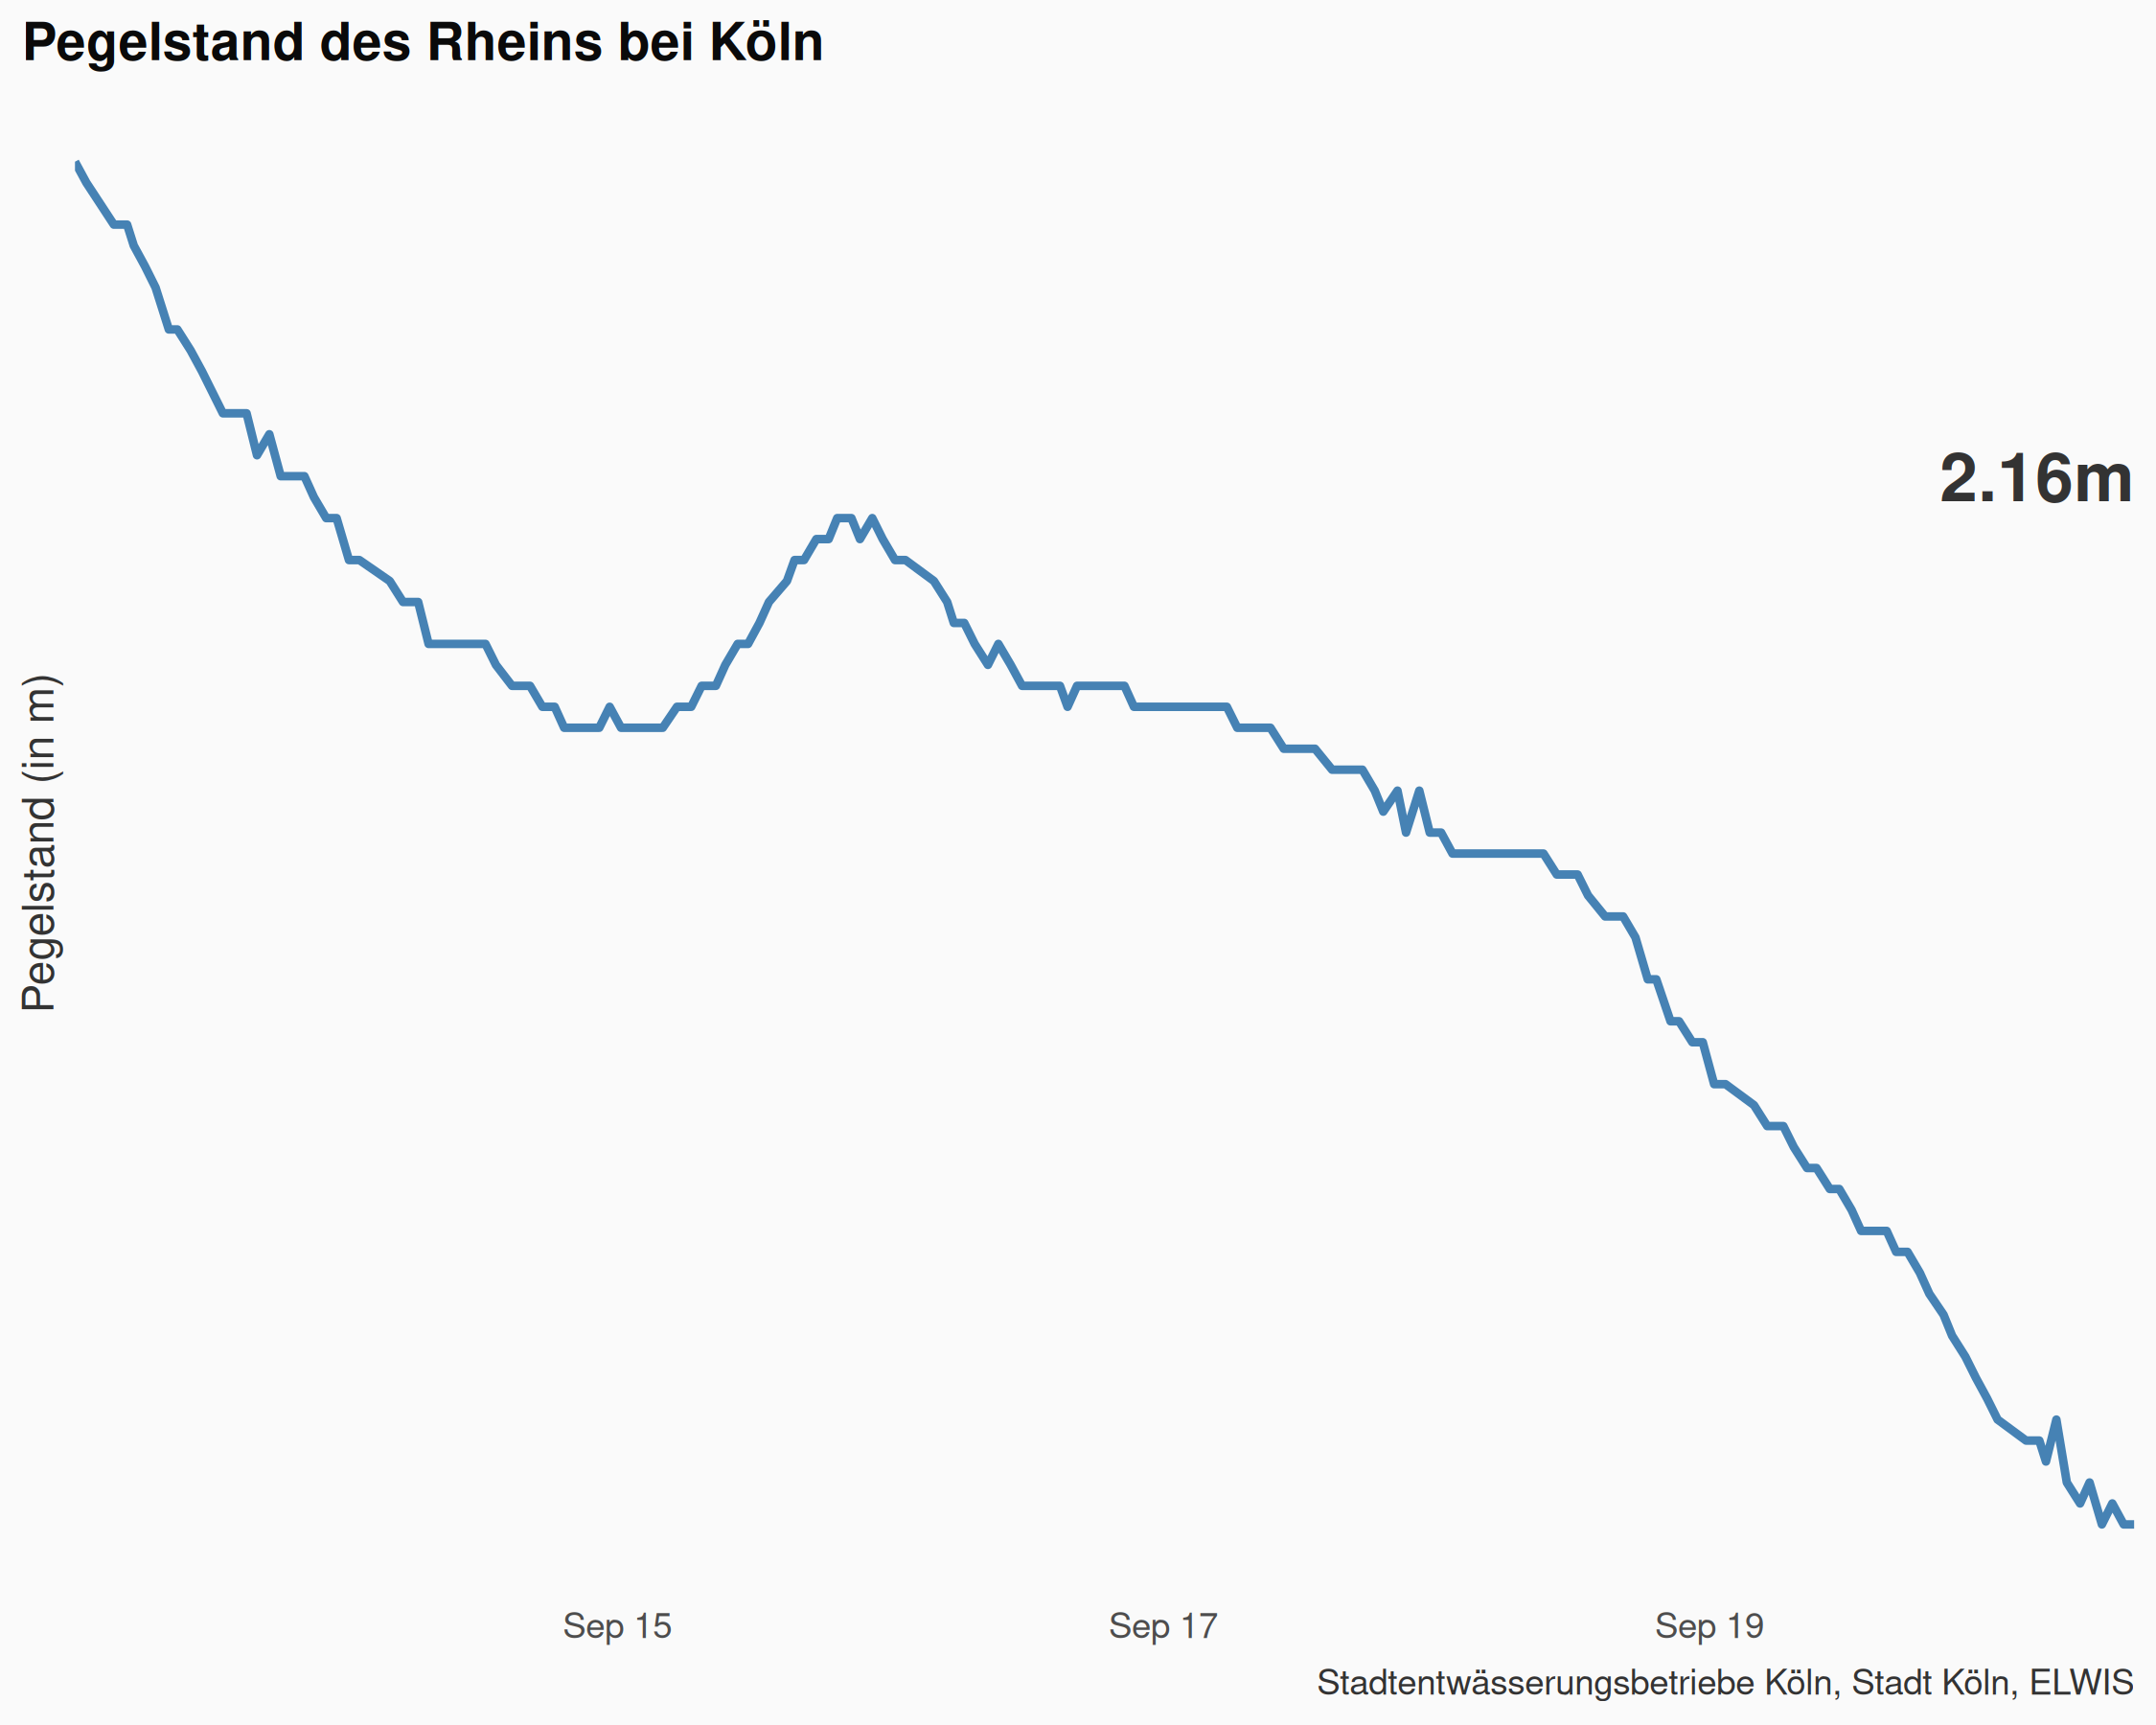 Pegelstand des Rheins bei Köln
2.16m
Pegelstand (in m)
Sep 15
Sep 17
Sep 19
Stadtentwässerungsbetriebe Köln, Stadt Köln, ELWIS